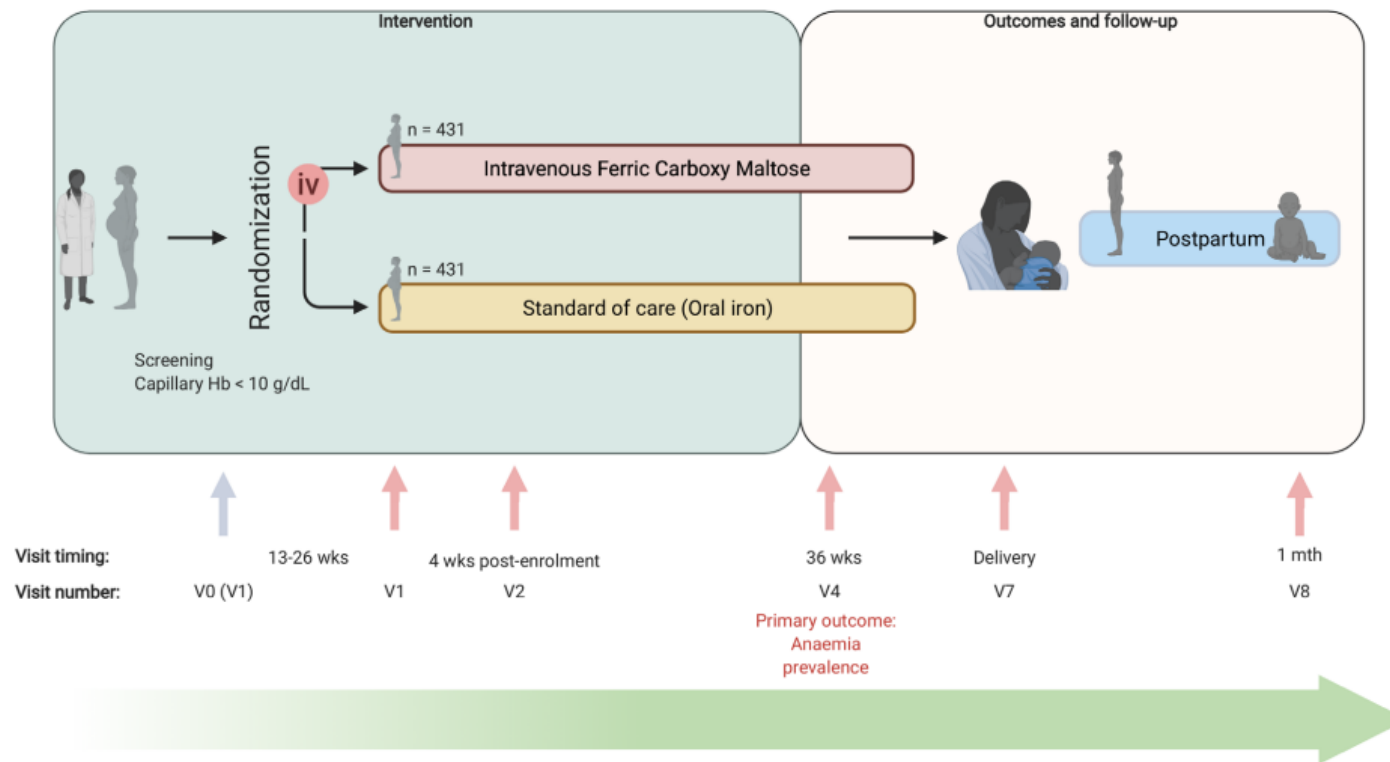 Intervention
Outcomes and follow-up
n = 431
Intravenous Ferric Carboxy Maltose
Randomization
iv
Postpartum
n = 431
Standard of care (Oral iron)
Screening
Capillary Hb < 10 g/dL
Visit timing: 13-26 wks 4 wks post-enrolment 36 wks Delivery 1 mth
Visit number: V0 (V1) V1 V2 V4 V7 V8
Primary outcome:
Anaemia
prevalence